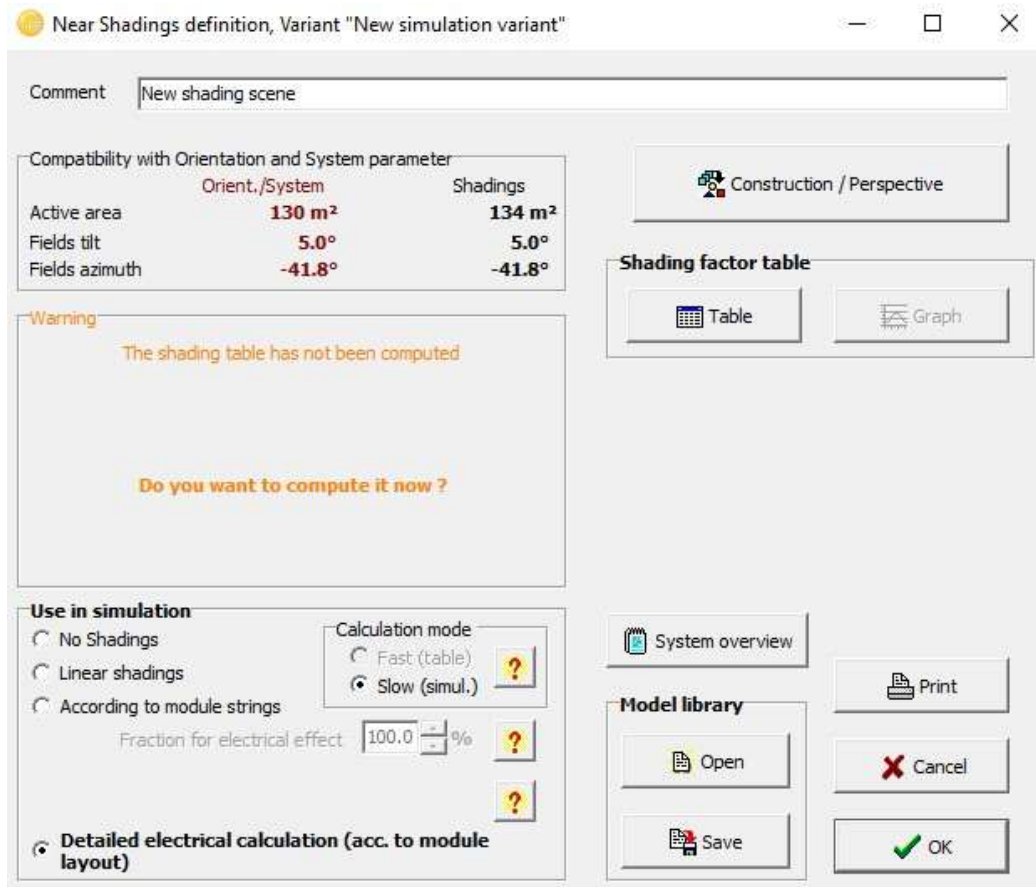 Near Shadings definition, Variant "New simulation variant"
Comment New shading scene
Compatibility with Orientation and System parameter
Orient./System Shadings
Active area 130 m² 134 m²
Fields tilt 5.0° 5.0°
Fields azimuth -41.8° -41.8°
Construction / Perspective
Shading factor table
Table Graph
Warning
The shading table has not been computed
Do you want to compute it now ?
Use in simulation
No Shadings
Linear shadings
According to module strings
Calculation mode
Fast (table)
Slow (simul.)
?
Fraction for electrical effect 100.0 % ?
?
Detailed electrical calculation (acc. to module
layout)
System overview
Model library
Open
Save
Print
Cancel
OK